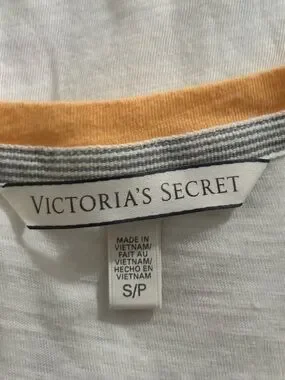 VICTORIA'S SECRET
MADE IN
VIETNAM/
FAIT AU
VIETNAM/
HECHO EN
VIETNAM
S/P